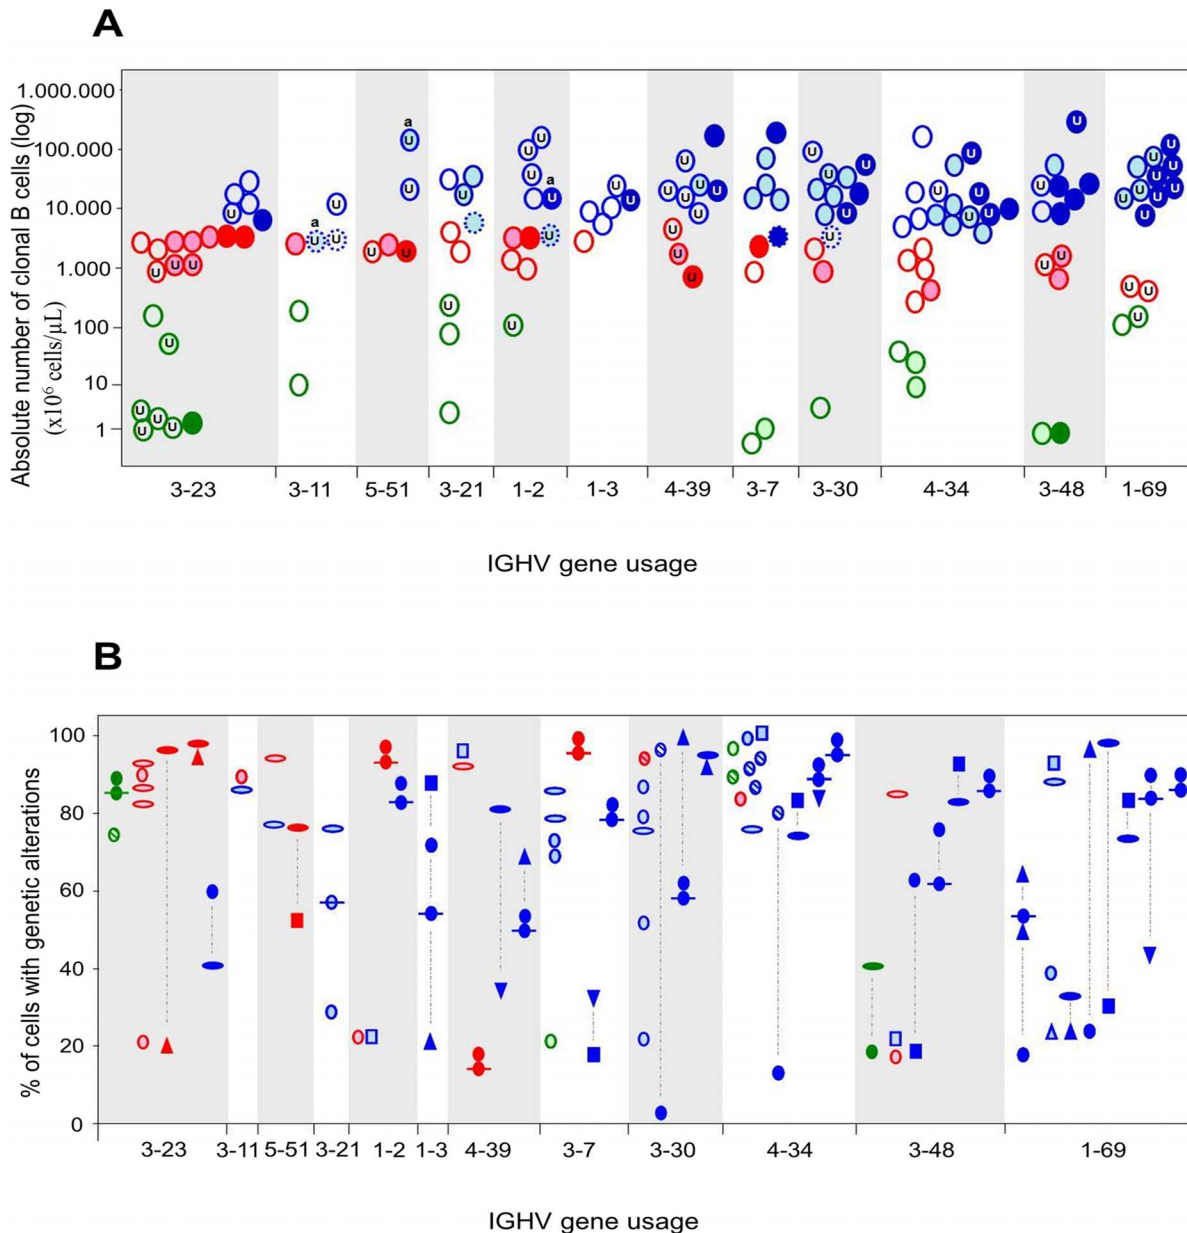 A
Absolute number of clonal B cells (log)
(x10⁶ cells/µL)
1.000.000
100.000
10.000
1.000
100
10
1
a
a
a
U U U U U U U U U
U
U
U U U U
U U U U U
U
U U U U U U U U
U U U U U U
U U U U
U U U U
U U U U
U U U U U U U U U U U U
3-23 3-11 5-51 3-21 1-2 1-3 4-39 3-7 3-30 4-34 3-48 1-69
IGHV gene usage
B
% of cells with genetic alterations
100
80
60
40
20
0
3-23 3-11 5-51 3-21 1-2 1-3 4-39 3-7 3-30 4-34 3-48 1-69
IGHV gene usage